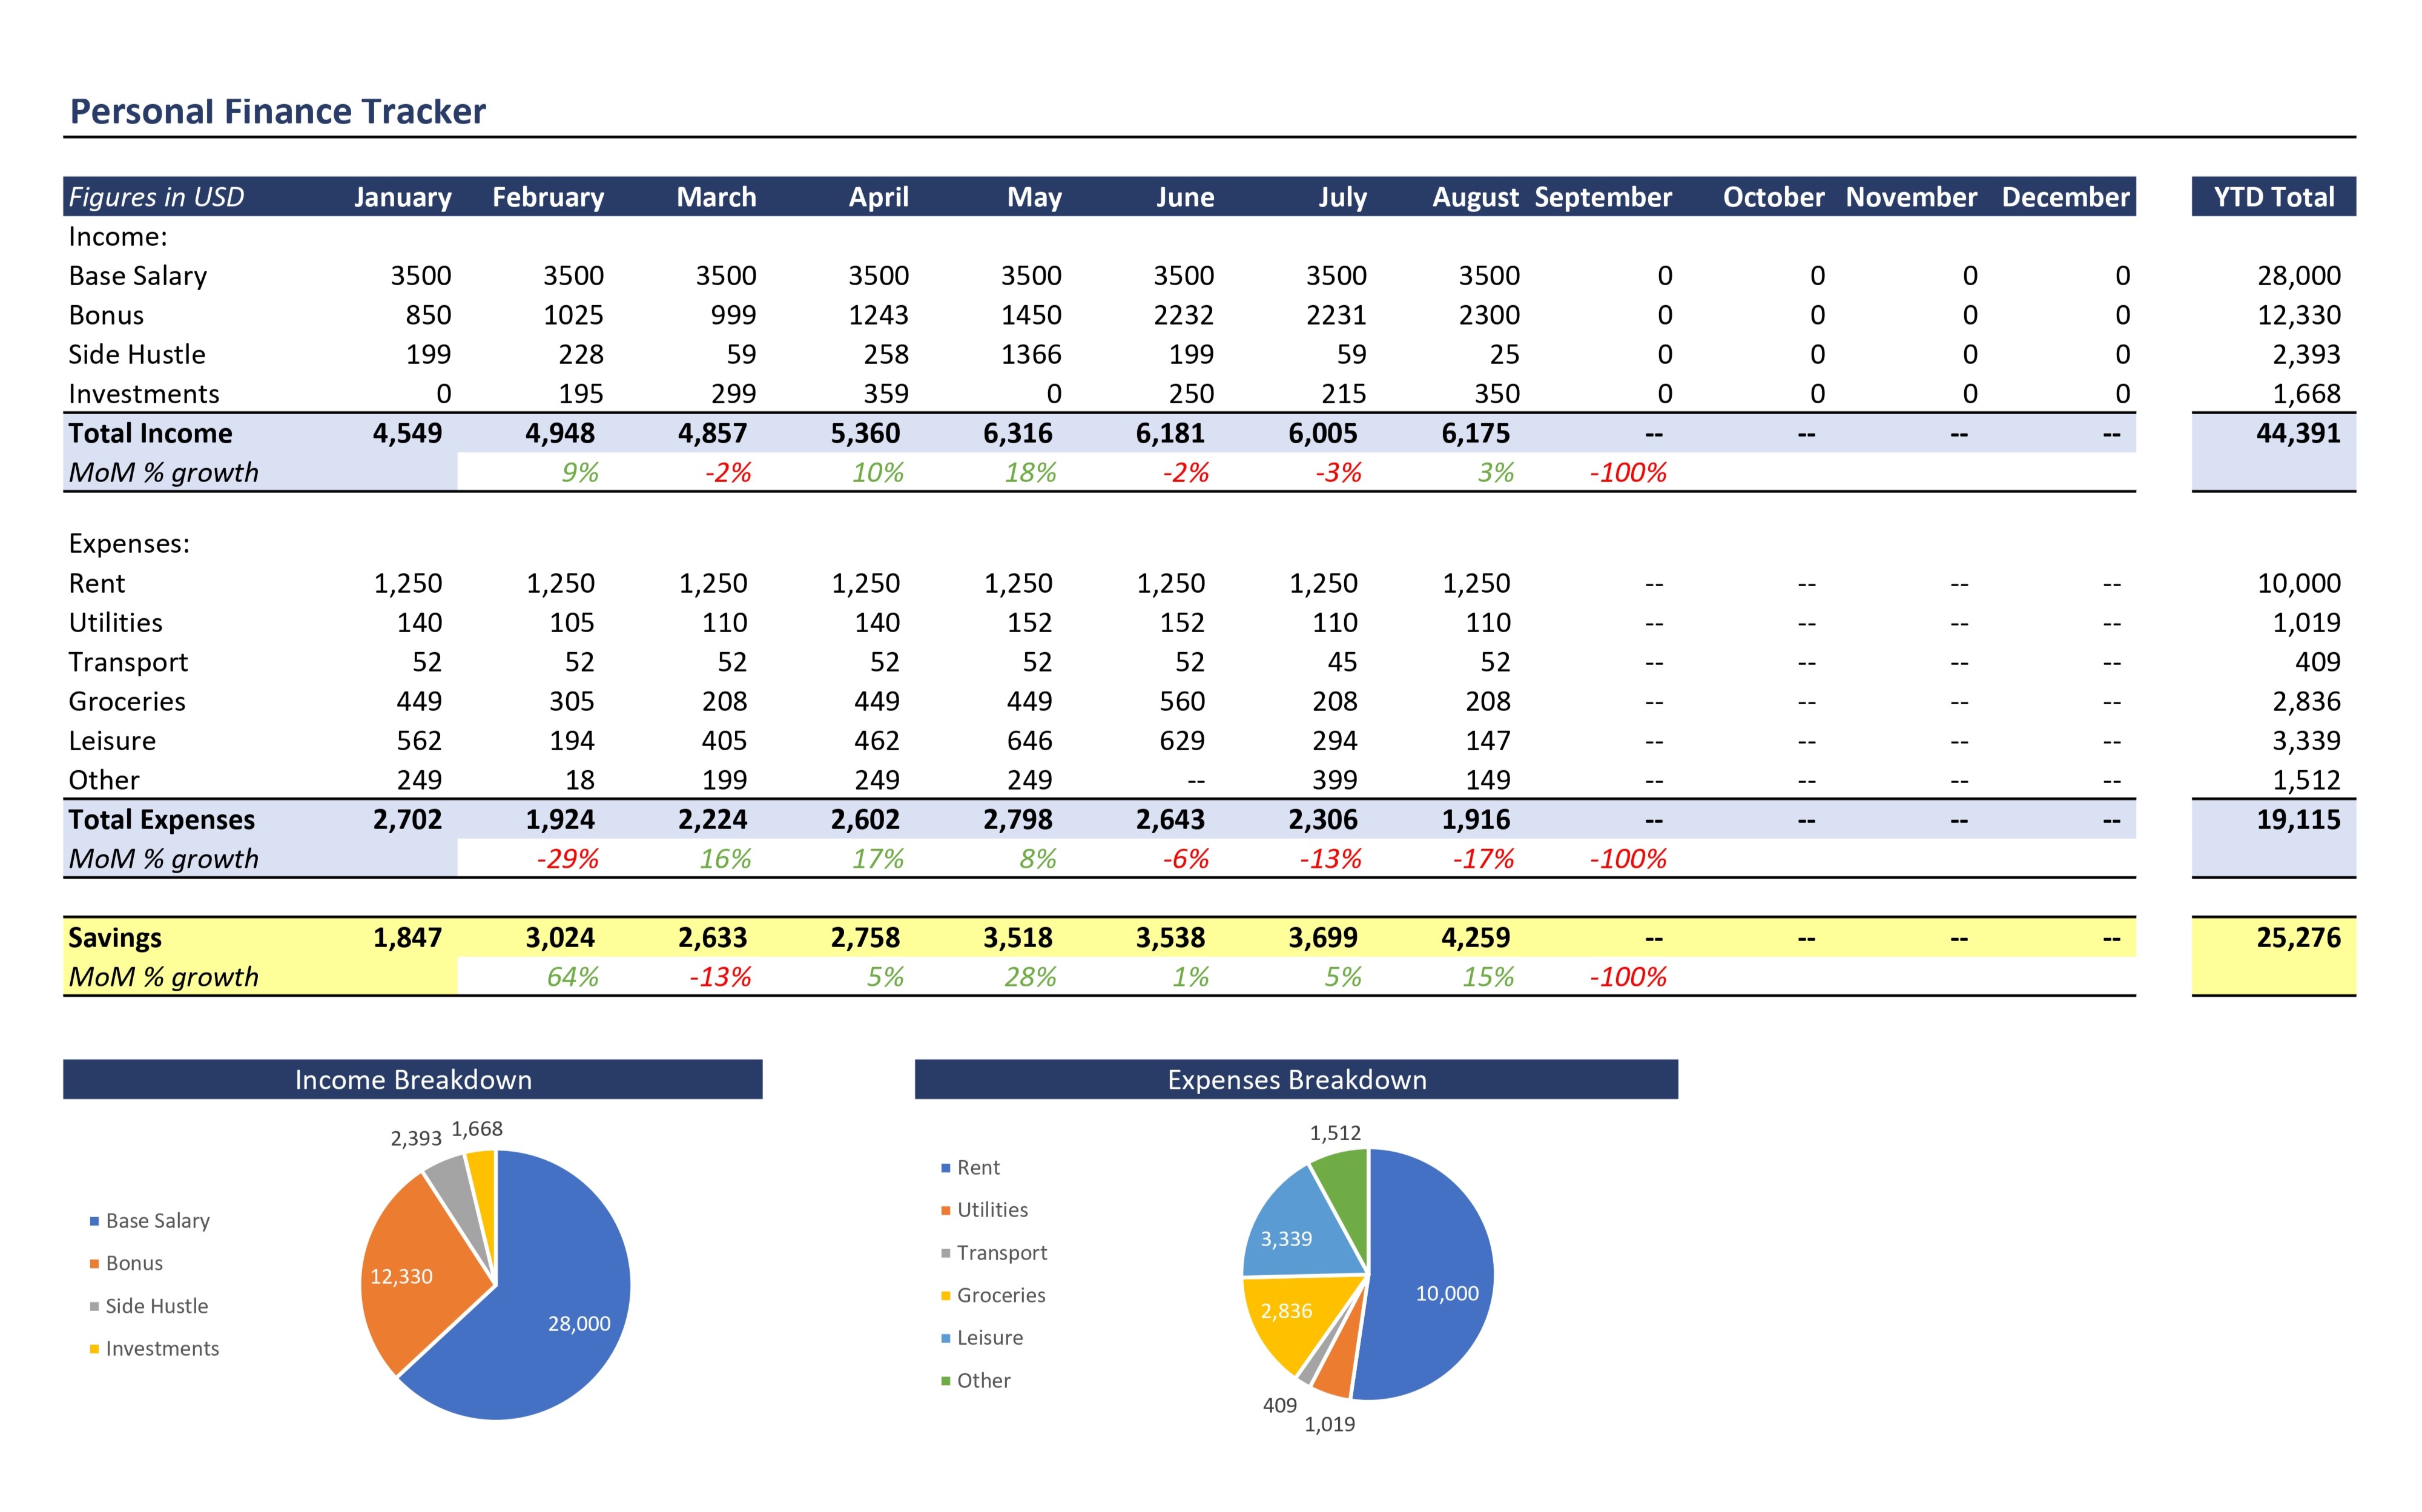 Personal Finance Tracker
Figures in USD January February March April May June July August September October November December YTD Total
Income:
Base Salary 3500 3500 3500 3500 3500 3500 3500 3500 0 0 0 0 28,000
Bonus 850 1025 999 1243 1450 2232 2231 2300 0 0 0 0 12,330
Side Hustle 199 228 59 258 1366 199 59 25 0 0 0 0 2,393
Investments 0 195 299 359 0 250 215 350 0 0 0 0 1,668
Total Income 4,549 4,948 4,857 5,360 6,316 6,181 6,005 6,175 -- -- -- -- 44,391
MoM % growth 9% -2% 10% 18% -2% -3% 3% -100%
Expenses:
Rent 1,250 1,250 1,250 1,250 1,250 1,250 1,250 1,250 -- -- -- -- 10,000
Utilities 140 105 110 140 152 152 110 110 -- -- -- -- 1,019
Transport 52 52 52 52 52 52 45 52 -- -- -- -- 409
Groceries 449 305 208 449 449 560 208 208 -- -- -- -- 2,836
Leisure 562 194 405 462 646 629 294 147 -- -- -- -- 3,339
Other 249 18 199 249 249 -- 399 149 -- -- -- -- 1,512
Total Expenses 2,702 1,924 2,224 2,602 2,798 2,643 2,306 1,916 -- -- -- -- 19,115
MoM % growth -29% 16% 17% 8% -6% -13% -17% -100%
Savings 1,847 3,024 2,633 2,758 3,518 3,538 3,699 4,259 -- -- -- -- 25,276
MoM % growth 64% -13% 5% 28% 1% 5% 15% -100%
Income Breakdown
2,393 1,668
Base Salary
Bonus
Side Hustle
Investments
12,330
28,000
Expenses Breakdown
1,512
Rent
Utilities
Transport
Groceries
Leisure
Other
3,339
10,000
2,836
409
1,019